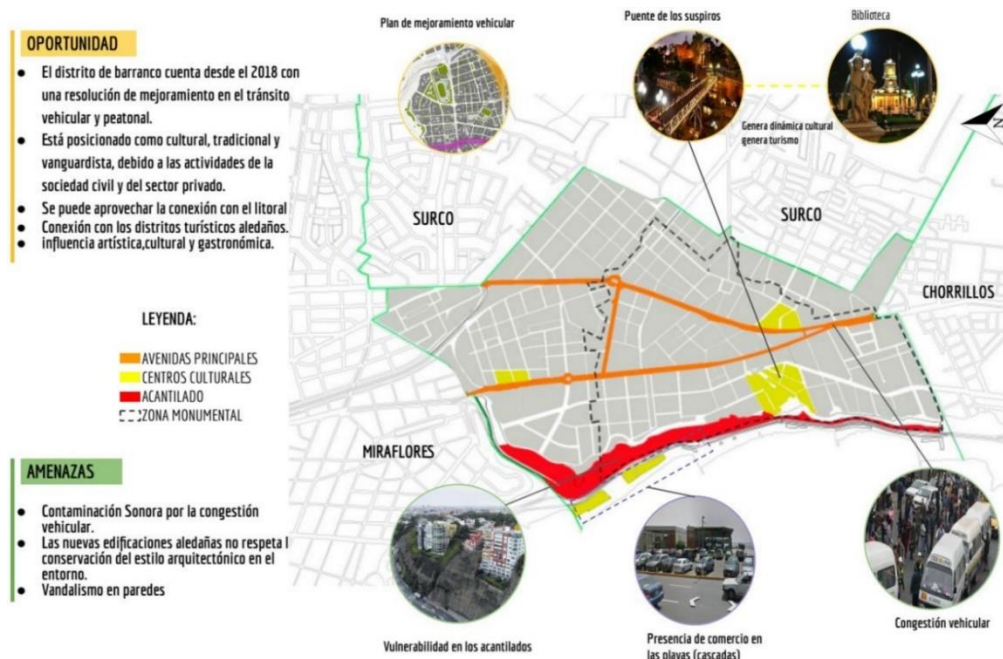 Plan de mejoramiento vehicular
Puente de los suspiros
Biblioteca
OPORTUNIDAD
El distrito de barranco cuenta desde el 2018 con
una resolución de mejoramiento en el tránsito
vehicular y peatonal.
Está posicionado como cultural, tradicional y
vanguardista, debido a las actividades de la
sociedad civil y del sector privado.
Se puede aprovechar la conexión con el litoral
Conexión con los distritos turísticos aledaños.
influencia artística,cultural y gastronómica.
Genera dinámica cultural
genera turismo
N
SURCO
SURCO
CHORRILLOS
LEYENDA:
AVENIDAS PRINCIPALES
CENTROS CULTURALES
ACANTILADO
ZONA MONUMENTAL
MIRAFLORES
AMENAZAS
Contaminación Sonora por la congestión
vehicular.
Las nuevas edificaciones aledañas no respeta l
conservación del estilo arquitectónico en el
entorno.
Vandalismo en paredes
Vulnerabilidad en los acantilados
Presencia de comercio en
las playas (cascadas)
Congestión vehicular